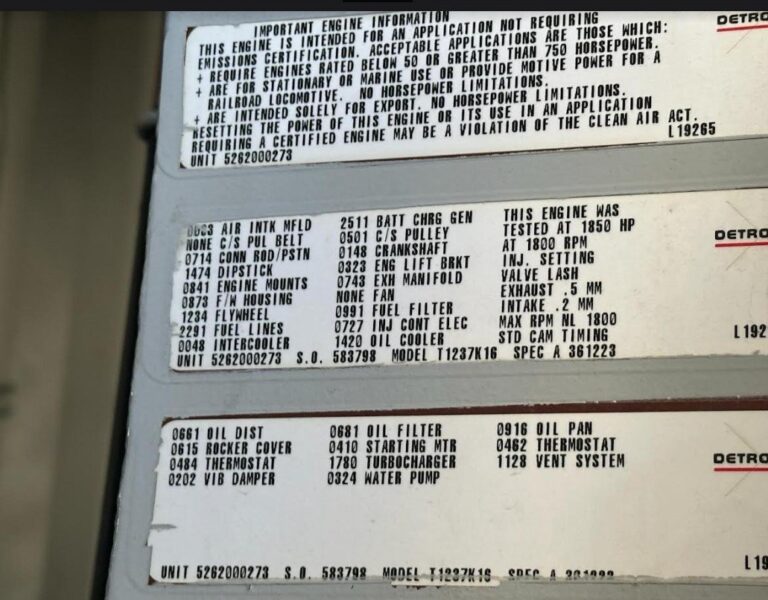 IMPORTANT ENGINE INFORMATION
THIS ENGINE IS INTENDED FOR AN APPLICATION NOT REQUIRING
EMISSIONS CERTIFICATION. ACCEPTABLE APPLICATIONS ARE THOSE WHICH:
+ REQUIRE ENGINES RATED BELOW 50 OR GREATER THAN 750 HORSEPOWER.
+ ARE FOR STATIONARY OR MARINE USE OR PROVIDE MOTIVE POWER FOR A
RAILROAD LOCOMOTIVE. NO HORSEPOWER LIMITATIONS.
+ ARE INTENDED SOLELY FOR EXPORT. NO HORSEPOWER LIMITATIONS.
RESETTING THE POWER OF THIS ENGINE OR ITS USE IN AN APPLICATION
REQUIRING A CERTIFIED ENGINE MAY BE A VIOLATION OF THE CLEAN AIR ACT.
UNIT 5262000273 L19265
DETRO
AIR INTK MFLD 2511 BATT CHRG GEN THIS ENGINE WAS
NONE C/S PUL BELT 0501 C/S PULLEY TESTED AT 1850 HP
0714 CONN ROD/PSTN 0148 CRANKSHAFT AT 1800 RPM
1474 DIPSTICK 0323 ENG LIFT BRKT INJ. SETTING
0841 ENGINE MOUNTS 0743 EXH MANIFOLD VALVE LASH
0873 F/W HOUSING NONE FAN EXHAUST .5 MM
1234 FLYWHEEL 0991 FUEL FILTER INTAKE .2 MM
2291 FUEL LINES 0727 INJ CONT ELEC MAX RPM NL 1800
0048 INTERCOOLER 1420 OIL COOLER STD CAM TIMING
UNIT 5262000273 S.O. 583798 MODEL T1237K16 SPEC A 361223
DETRO
L192
0661 OIL DIST 0681 OIL FILTER 0916 OIL PAN
0615 ROCKER COVER 0410 STARTING MTR 0462 THERMOSTAT
0484 THERMOSTAT 1780 TURBOCHARGER 1128 VENT SYSTEM
0202 VIB DAMPER 0324 WATER PUMP
DETRO
UNIT 5262000273 S.O. 583798 MODEL T1237K16 SPEC A
L19